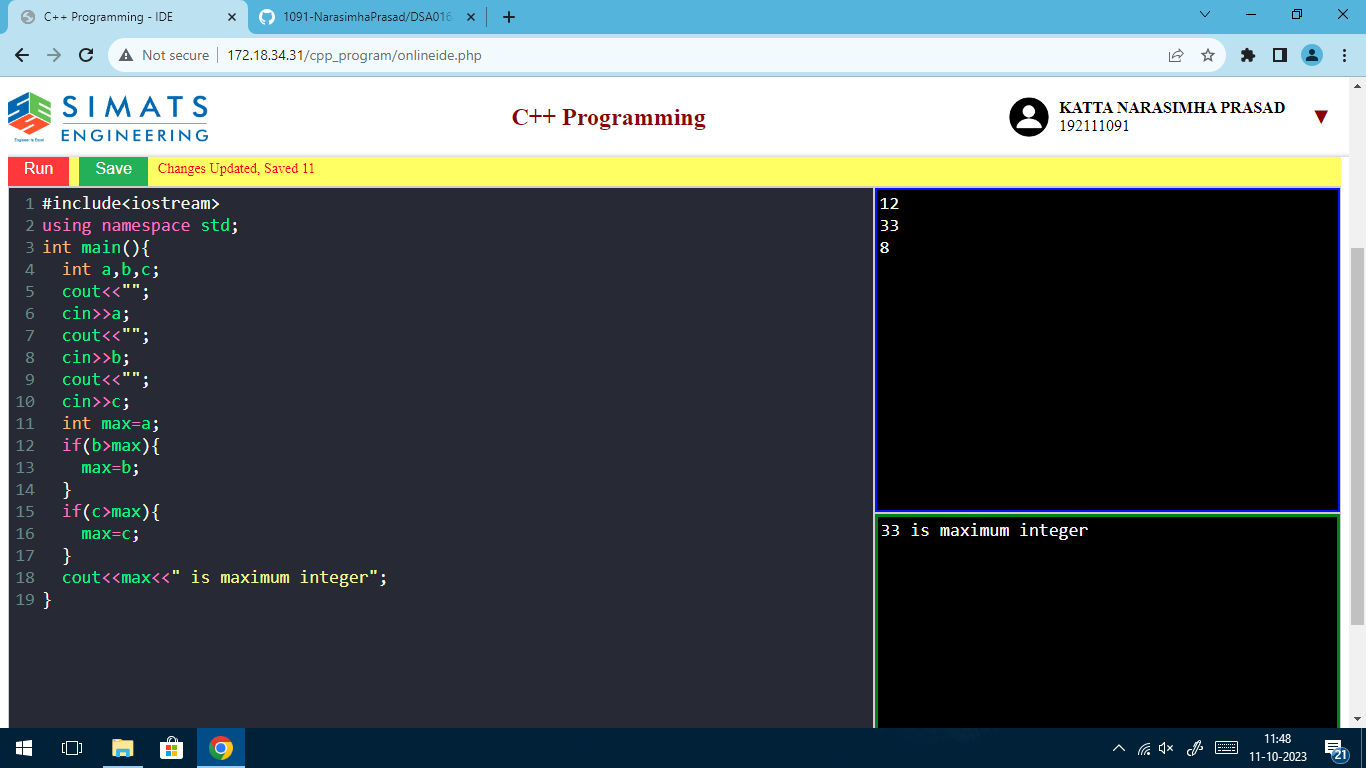 C++ Programming - IDE
1091-NarasimhaPrasad/DSA016
Not secure
172.18.34.31/cpp_program/onlineide.php
SIMATS
ENGINEERING
Engineer to Excel
C++ Programming
KATTA NARASIMHA PRASAD
192111091
Run
Save
Changes Updated, Saved 11
1 #include<iostream>
2 using namespace std;
3 int main(){
4   int a,b,c;
5   cout<<"";
6   cin>>a;
7   cout<<"";
8   cin>>b;
9   cout<<"";
10   cin>>c;
11   int max=a;
12   if(b>max){
13     max=b;
14   }
15   if(c>max){
16     max=c;
17   }
18   cout<<max<<" is maximum integer";
19 }
12
33
8
33 is maximum integer
11:48
11-10-2023
21